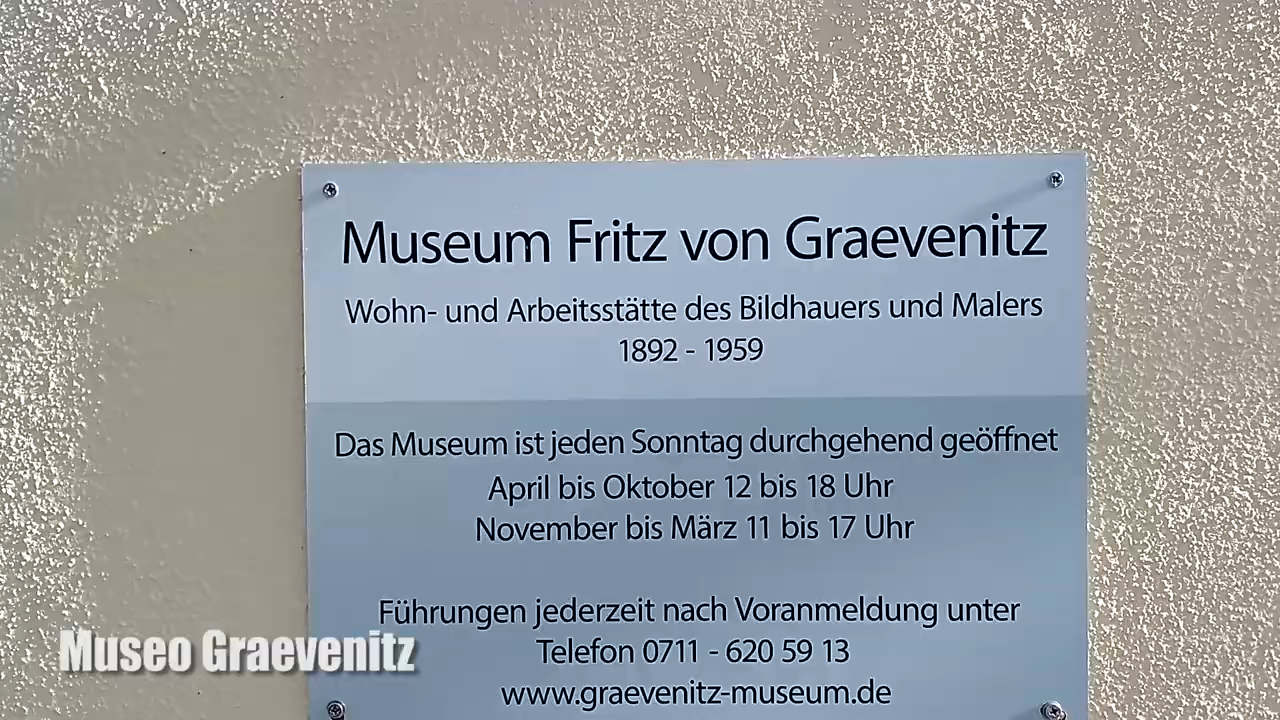 Museum Fritz von Graevenitz
Wohn- und Arbeitsstätte des Bildhauers und Malers
1892 - 1959
Das Museum ist jeden Sonntag durchgehend geöffnet
April bis Oktober 12 bis 18 Uhr
November bis März 11 bis 17 Uhr
Führungen jederzeit nach Voranmeldung unter
Telefon 0711 - 620 59 13
www.graevenitz-museum.de
Museo Graevenitz